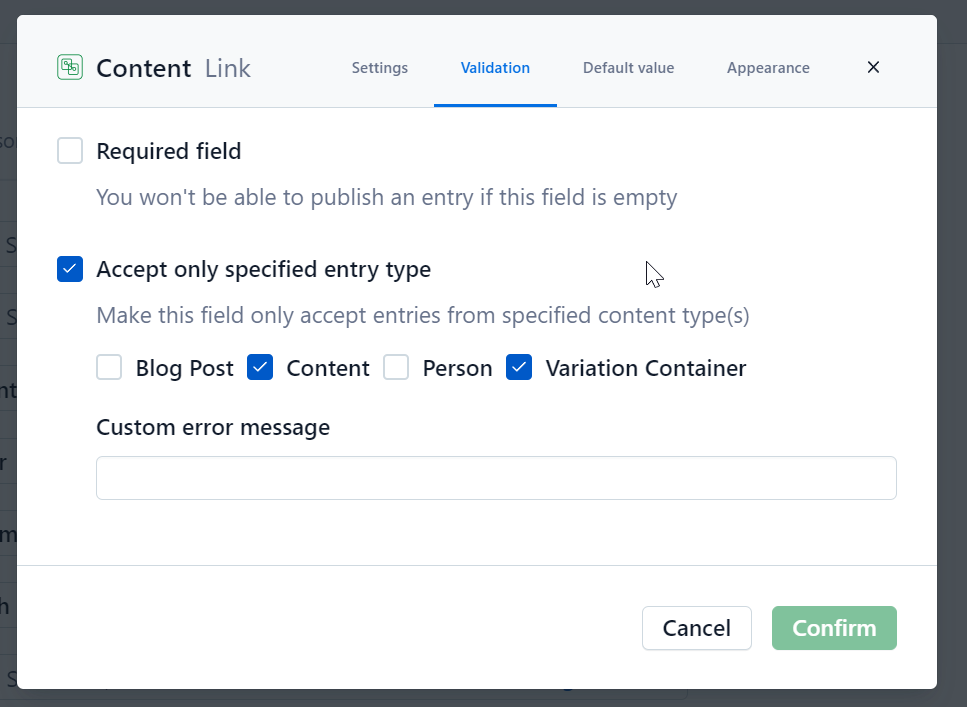 Content Link
Settings
Validation
Default value
Appearance
Required field
You won't be able to publish an entry if this field is empty
Accept only specified entry type
Make this field only accept entries from specified content type(s)
Blog Post Content Person Variation Container
Custom error message
Cancel Confirm